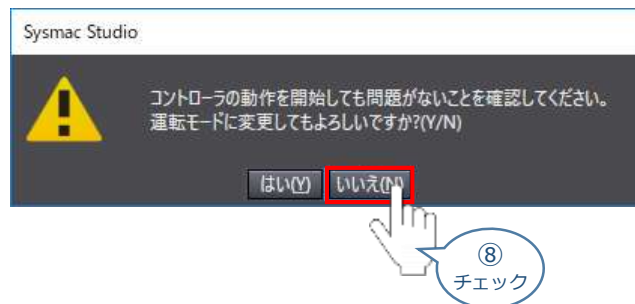 Sysmac Studio
コントローラの動作を開始しても問題がないことを確認してください。
運転モードに変更してもよろしいですか?(Y/N)
はい(Y) いいえ(N)
⑧
チェック